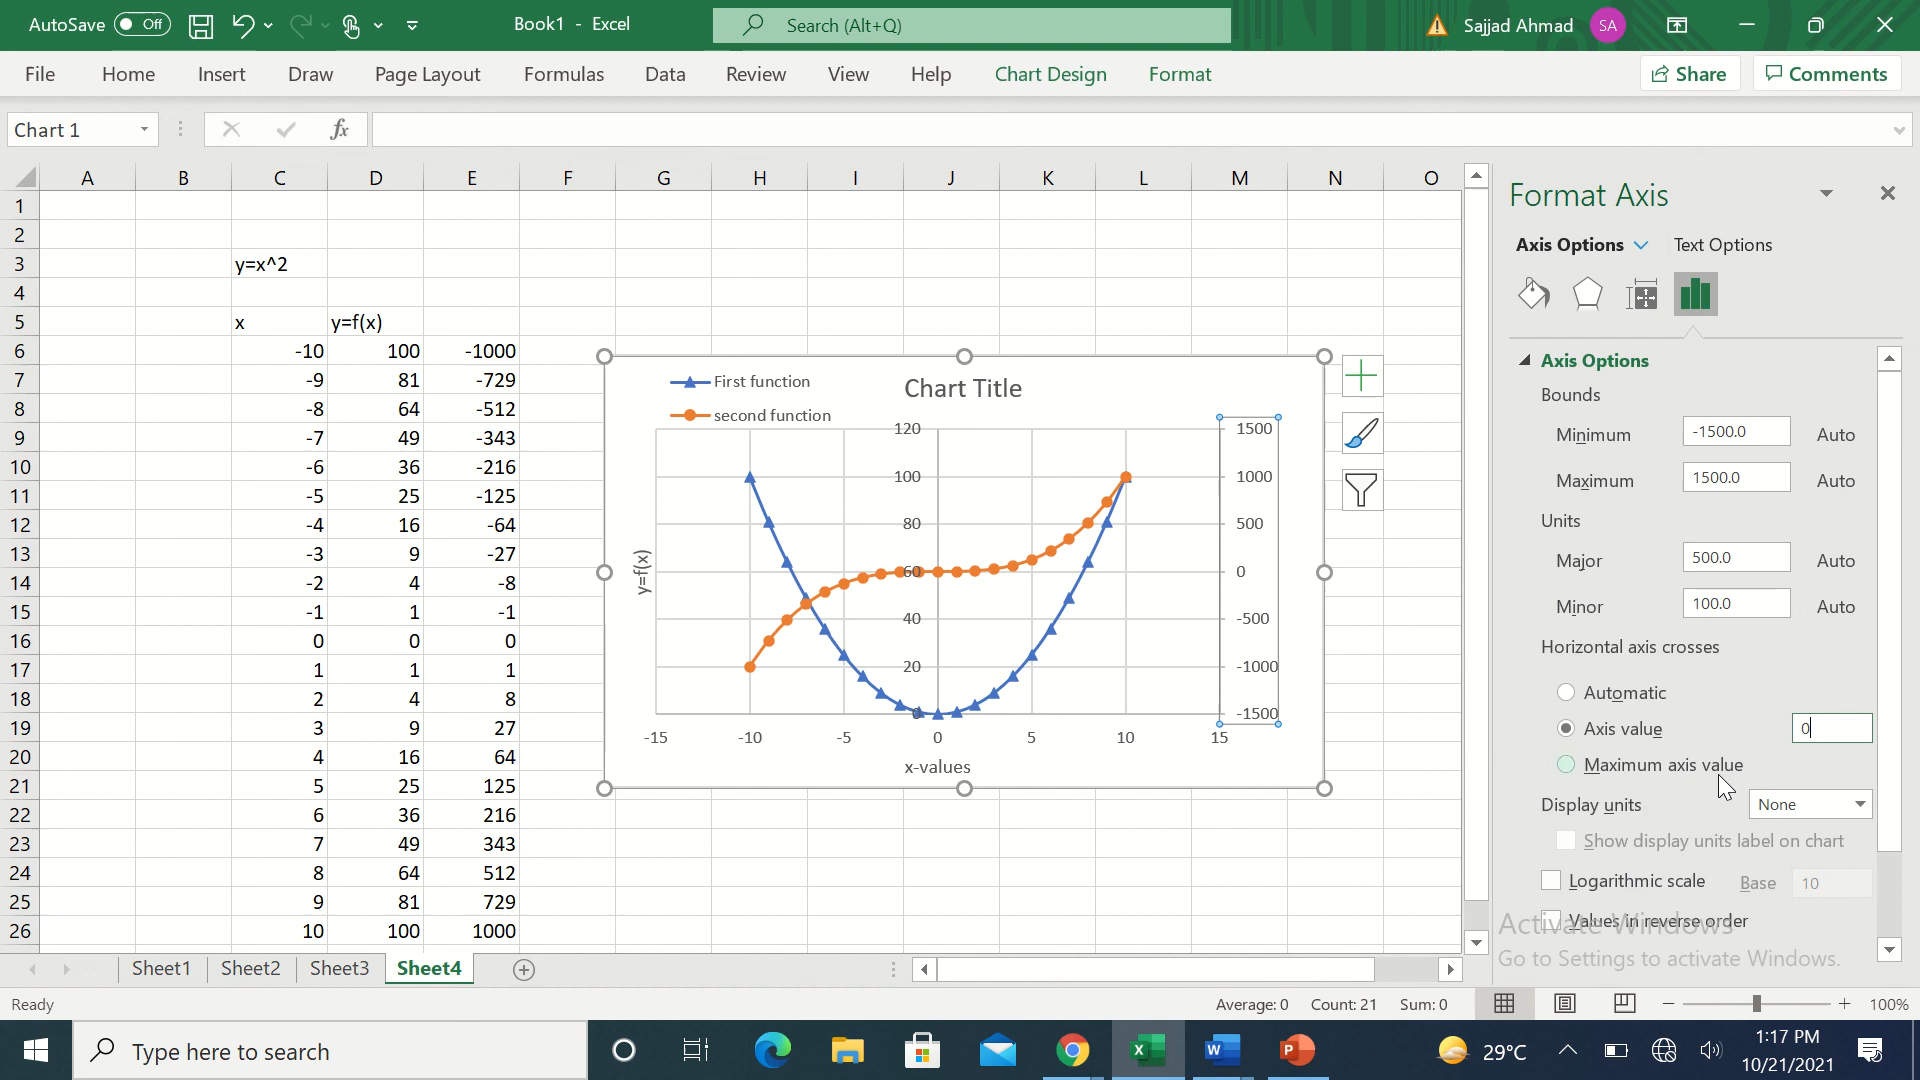 AutoSave Off Book1 - Excel Search (Alt+Q) Sajjad Ahmad SA
File Home Insert Draw Page Layout Formulas Data Review View Help Chart Design Format Share Comments
Chart 1 fx
A B C D E F G H I J K L M N O
1
2
3 y=x^2
4
5 x y=f(x)
6 -10 100 -1000
7 -9 81 -729
8 -8 64 -512
9 -7 49 -343
10 -6 36 -216
11 -5 25 -125
12 -4 16 -64
13 -3 9 -27
14 -2 4 -8
15 -1 1 -1
16 0 0 0
17 1 1 1
18 2 4 8
19 3 9 27
20 4 16 64
21 5 25 125
22 6 36 216
23 7 49 343
24 8 64 512
25 9 81 729
26 10 100 1000
First function
second function
Chart Title
120 1500
100 1000
80 500
60 0
40 -500
20 -1000
0 -1500
-15 -10 -5 0 5 10 15
x-values
y=f(x)
Format Axis
Axis Options Text Options
Axis Options
Bounds
Minimum -1500.0 Auto
Maximum 1500.0 Auto
Units
Major 500.0 Auto
Minor 100.0 Auto
Horizontal axis crosses
Automatic
Axis value 0
Maximum axis value
Display units None
Show display units label on chart
Logarithmic scale Base 10
Values in reverse order
Activate Windows
Go to Settings to activate Windows.
Sheet1 Sheet2 Sheet3 Sheet4
Ready Average: 0 Count: 21 Sum: 0 100%
Type here to search 29°C 1:17 PM
10/21/2021